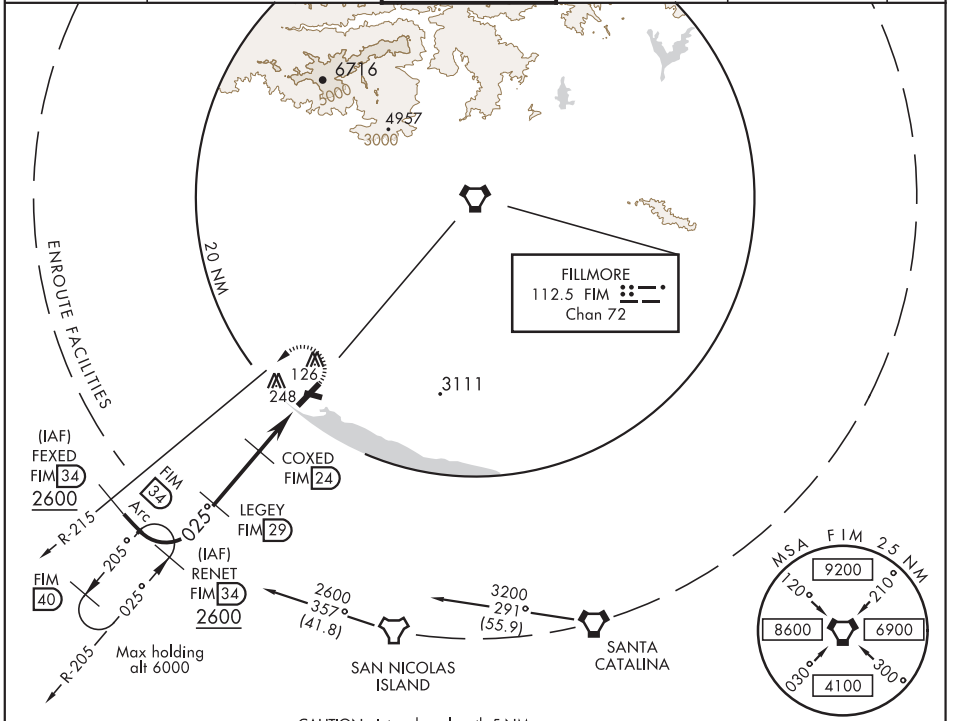 6716
5000
4957
3000
20 NM
ENROUTE FACILITIES
FILLMORE
112.5 FIM
Chan 72
126
248
3111
(IAF)
FEXED
FIM 34
2600
FIM
34
Arc
COXED
FIM 24
LEGEY
FIM 29
025°
R-215
205°
(IAF)
RENET
FIM 34
2600
FIM
40
025°
R-205
Max holding
alt 6000
2600
357°
(41.8)
SAN NICOLAS
ISLAND
3200
291°
(55.9)
SANTA
CATALINA
MSA FIM 25 NM
9200
120°
210°
8600
6900
030°
300°
4100